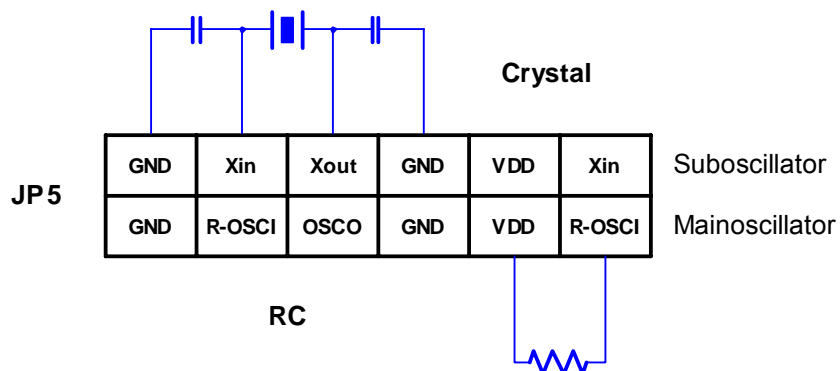 Crystal
GND Xin Xout GND VDD Xin Suboscillator
JP5
GND R-OSCI OSCO GND VDD R-OSCI Mainoscillator
RC